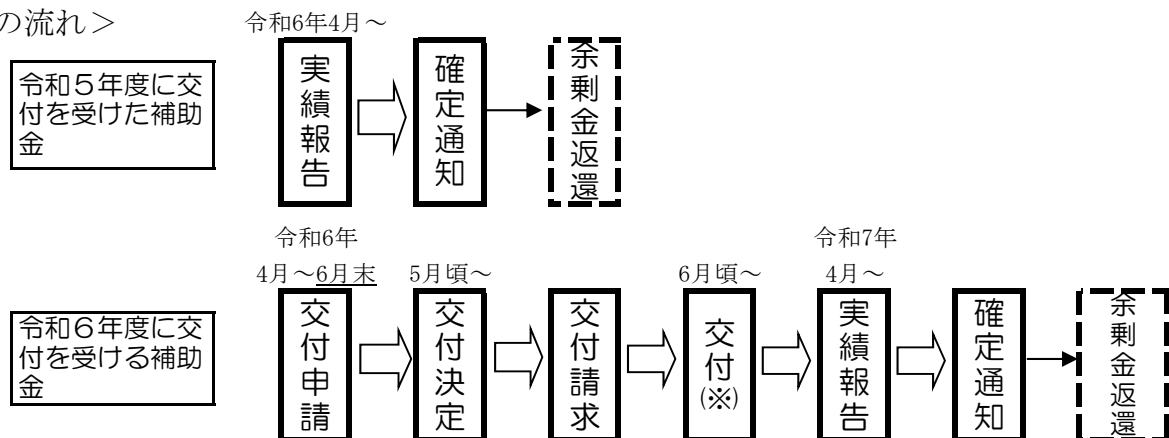 の流れ＞
令和6年4月～
令和５年度に交
付を受けた補助
金
実績報告
確定通知
余剰金返還
令和6年
4月～6月末
5月頃～
6月頃～
令和7年
4月～
令和６年度に交
付を受ける補助
金
交付申請
交付決定
交付請求
交付
(※)
実績報告
確定通知
余剰金返還